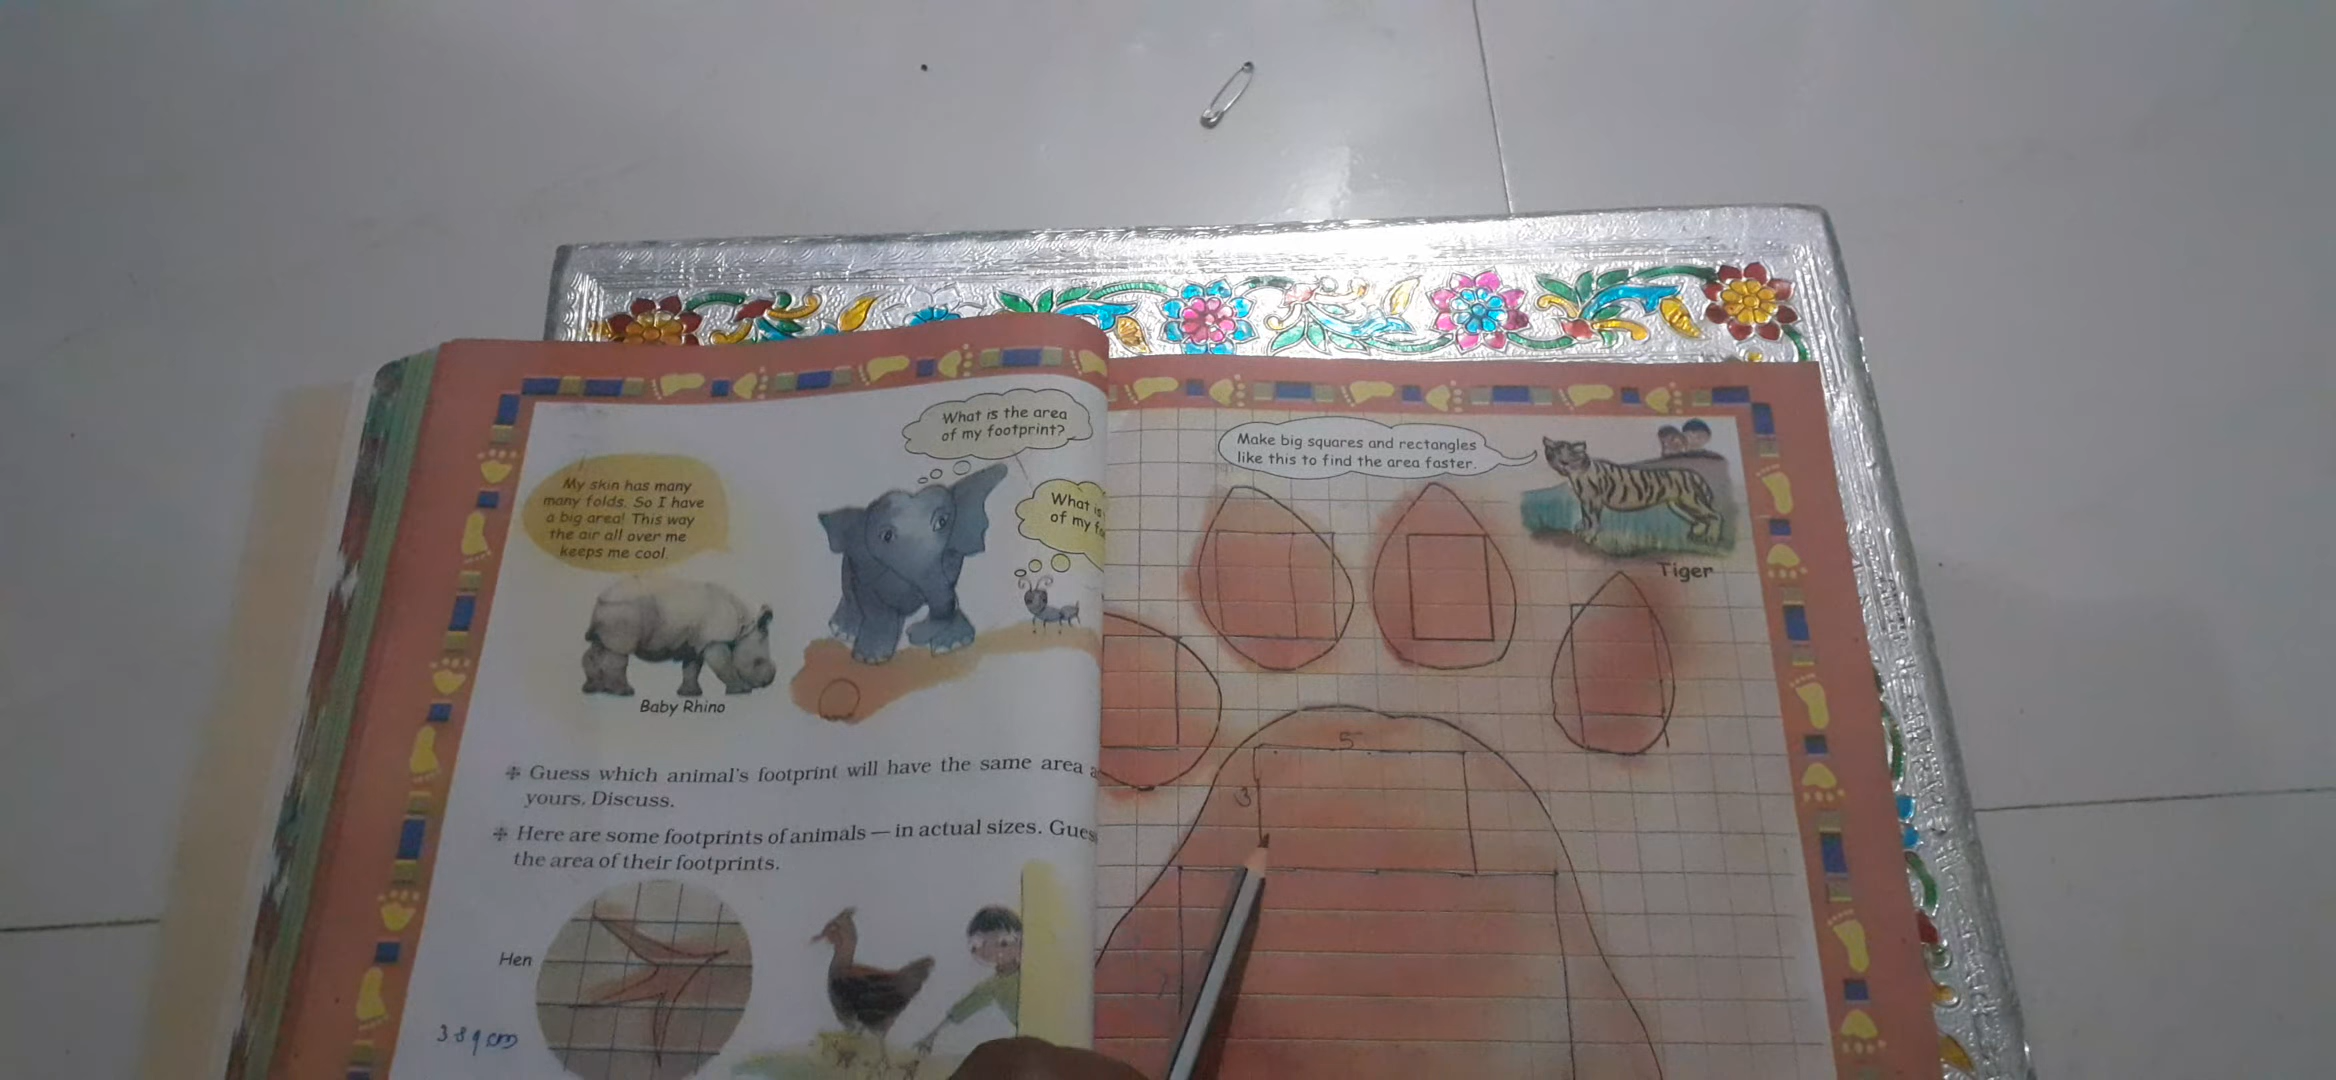 What is the area
of my footprint?
My skin has many
many folds. So I have
a big area! This way
the air all over me
keeps me cool.
What is
of my
Baby Rhino
Guess which animal's footprint will have the same area
yours. Discuss.
Here are some footprints of animals — in actual sizes.
the area of their footprints.
Hen
Make big squares and rectangles
like this to find the area faster.
Tiger
5
3